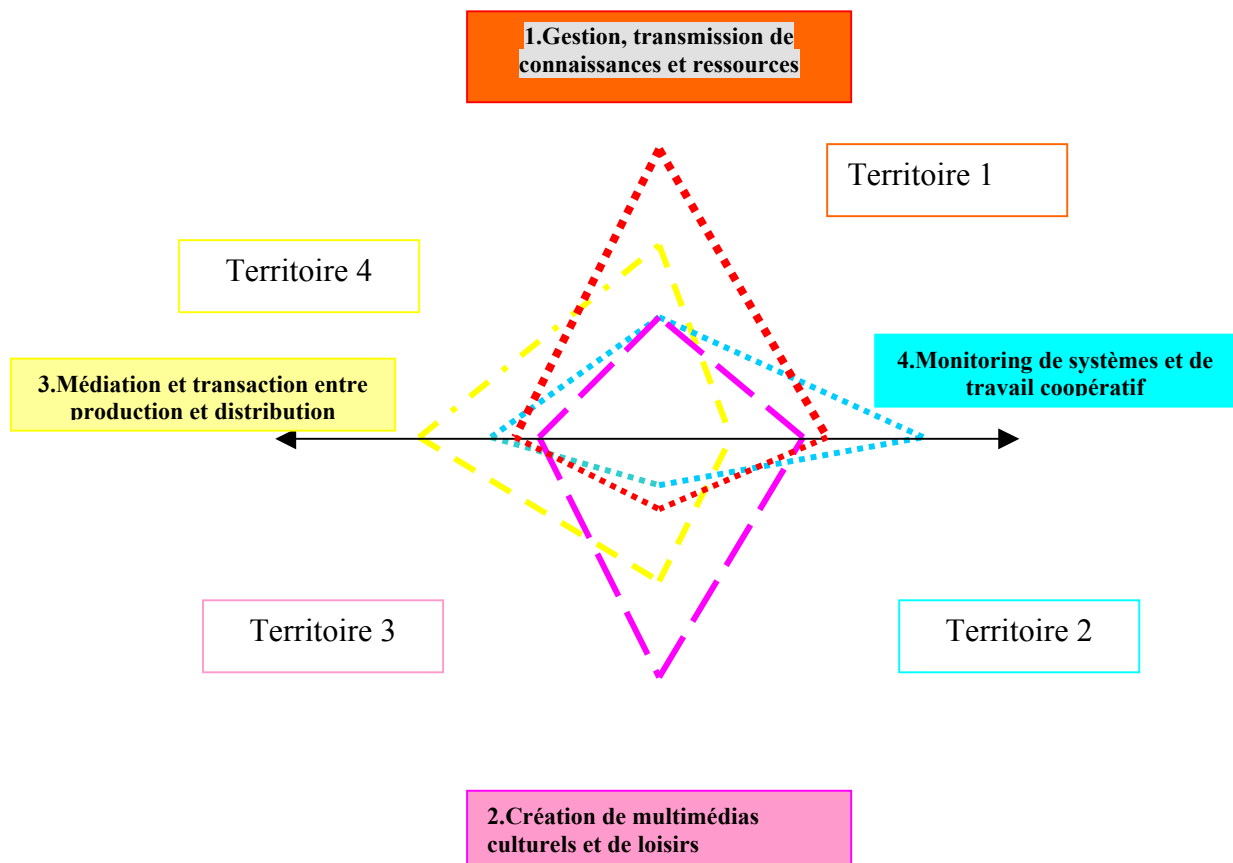 1.Gestion, transmission de
connaissances et ressources
Territoire 1
Territoire 4
3.Médiation et transaction entre
production et distribution
4.Monitoring de systèmes et de
travail coopératif
Territoire 3
Territoire 2
2.Création de multimédias
culturels et de loisirs